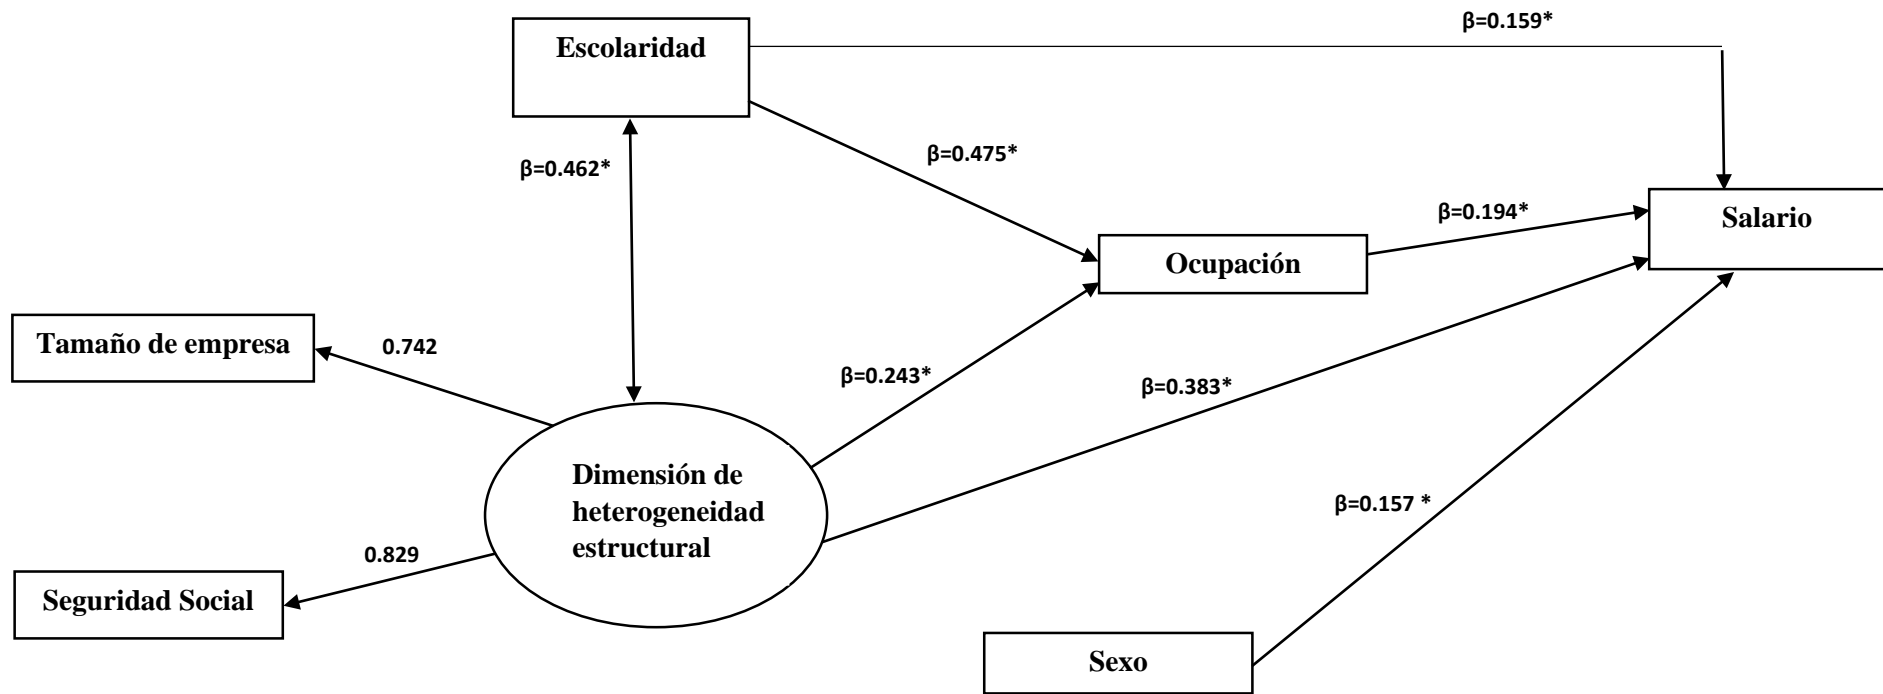 β=0.159*
Escolaridad
β=0.475*
β=0.462*
β=0.194*
Salario
Ocupación
Tamaño de empresa
0.742
β=0.243*
β=0.383*
Dimensión de
heterogeneidad
estructural
β=0.157 *
0.829
Seguridad Social
Sexo